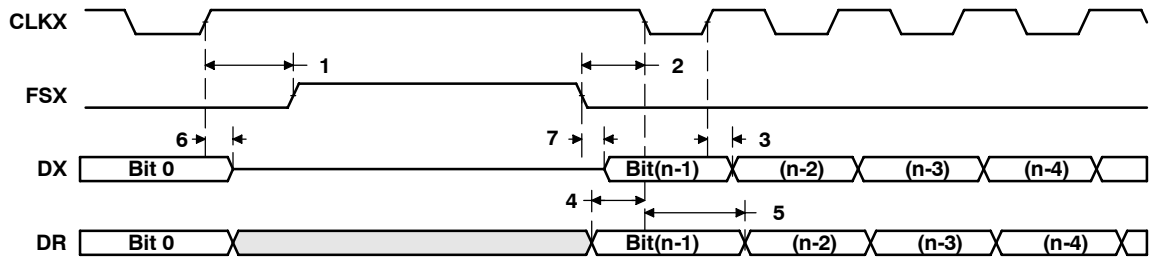 CLKX
1 2
FSX
6 7 3
DX Bit 0 Bit(n-1) (n-2) (n-3) (n-4)
4 5
DR Bit 0 Bit(n-1) (n-2) (n-3) (n-4)